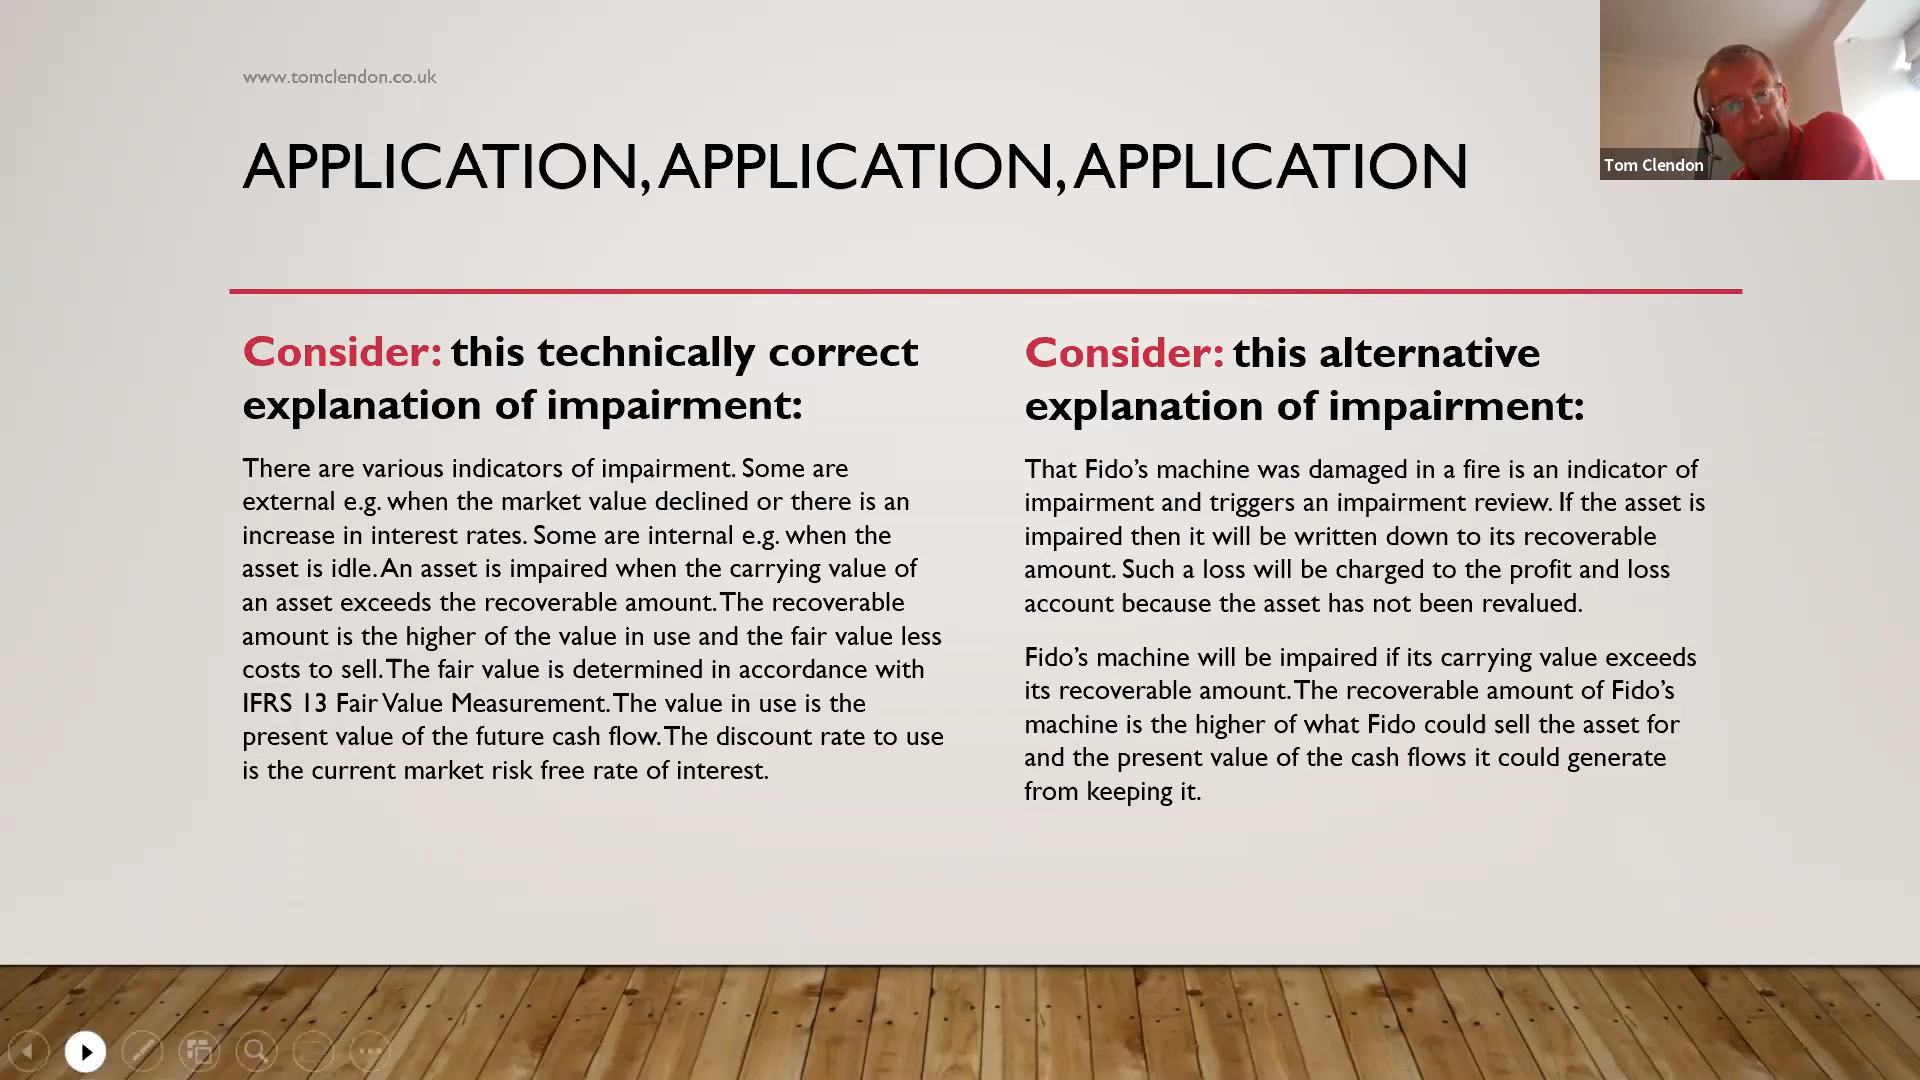 www.tomclendon.co.uk
APPLICATION, APPLICATION, APPLICATION
Tom Clendon
Consider: this technically correct
explanation of impairment:
There are various indicators of impairment. Some are
external e.g. when the market value declined or there is an
increase in interest rates. Some are internal e.g. when the
asset is idle. An asset is impaired when the carrying value of
an asset exceeds the recoverable amount. The recoverable
amount is the higher of the value in use and the fair value less
costs to sell. The fair value is determined in accordance with
IFRS 13 Fair Value Measurement. The value in use is the
present value of the future cash flow. The discount rate to use
is the current market risk free rate of interest.
Consider: this alternative
explanation of impairment:
That Fido’s machine was damaged in a fire is an indicator of
impairment and triggers an impairment review. If the asset is
impaired then it will be written down to its recoverable
amount. Such a loss will be charged to the profit and loss
account because the asset has not been revalued.
Fido’s machine will be impaired if its carrying value exceeds
its recoverable amount. The recoverable amount of Fido’s
machine is the higher of what Fido could sell the asset for
and the present value of the cash flows it could generate
from keeping it.